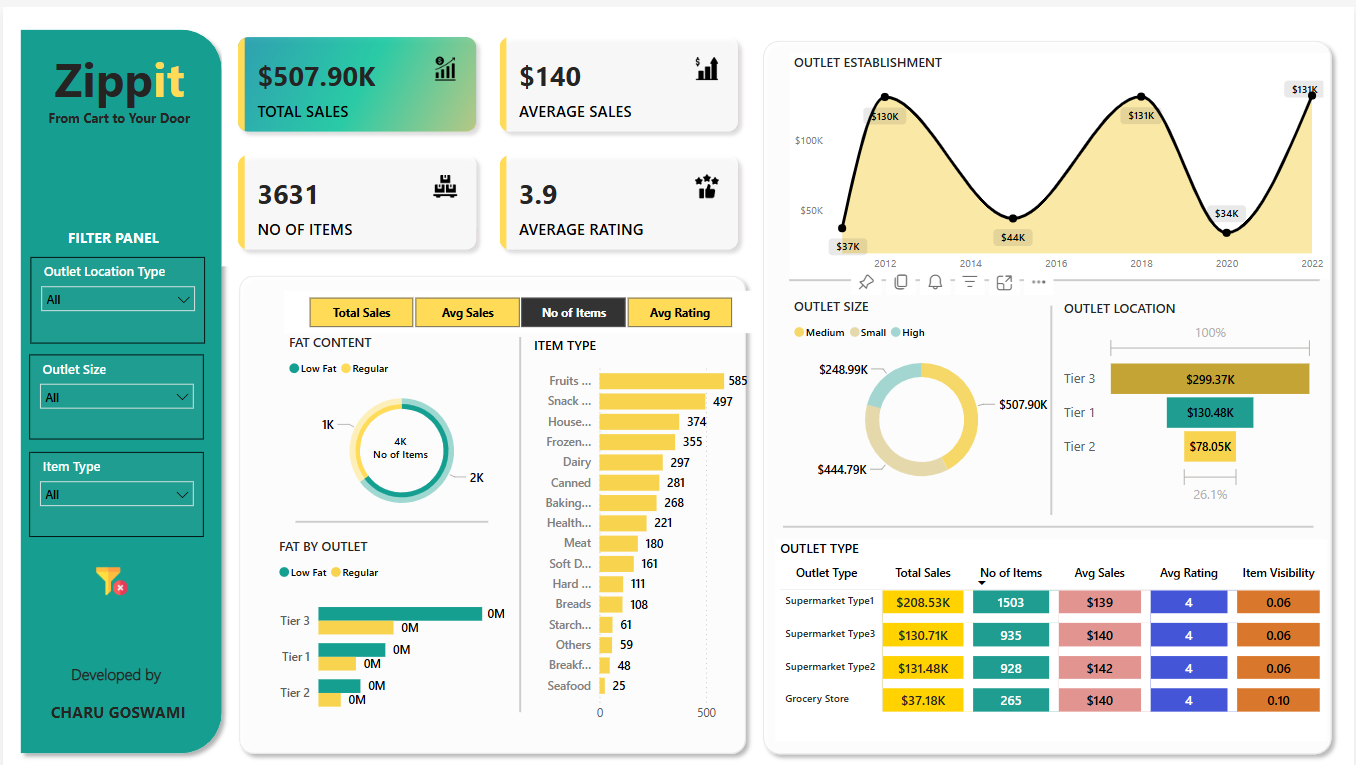 Zippit
From Cart to Your Door
FILTER PANEL
Outlet Location Type
All
Outlet Size
All
Item Type
All
Developed by
CHARU GOSWAMI
$507.90K
TOTAL SALES
$140
AVERAGE SALES
3631
NO OF ITEMS
3.9
AVERAGE RATING
Total Sales
Avg Sales
No of Items
Avg Rating
FAT CONTENT
Low Fat Regular
1K
4K
No of Items
2K
FAT BY OUTLET
Low Fat Regular
Tier 3 0M
0M
Tier 1 0M
0M
Tier 2 0M
0M
ITEM TYPE
Fruits ... 585
Snack ... 497
House... 374
Frozen... 355
Dairy 297
Canned 281
Baking... 268
Health... 221
Meat 180
Soft D... 161
Hard ... 111
Breads 108
Starch... 61
Others 59
Breakf... 48
Seafood 25
0 500
OUTLET ESTABLISHMENT
$131K
$130K $131K
$100K
$50K
$34K
$44K
$37K
2012 2014 2016 2018 2020 2022
OUTLET SIZE
Medium Small High
$248.99K
$507.90K
$444.79K
OUTLET LOCATION
100%
Tier 3 $299.37K
Tier 1 $130.48K
Tier 2 $78.05K
26.1%
OUTLET TYPE
Outlet Type Total Sales No of Items Avg Sales Avg Rating Item Visibility
Supermarket Type1 $208.53K 1503 $139 4 0.06
Supermarket Type3 $130.71K 935 $140 4 0.06
Supermarket Type2 $131.48K 928 $142 4 0.06
Grocery Store $37.18K 265 $140 4 0.10